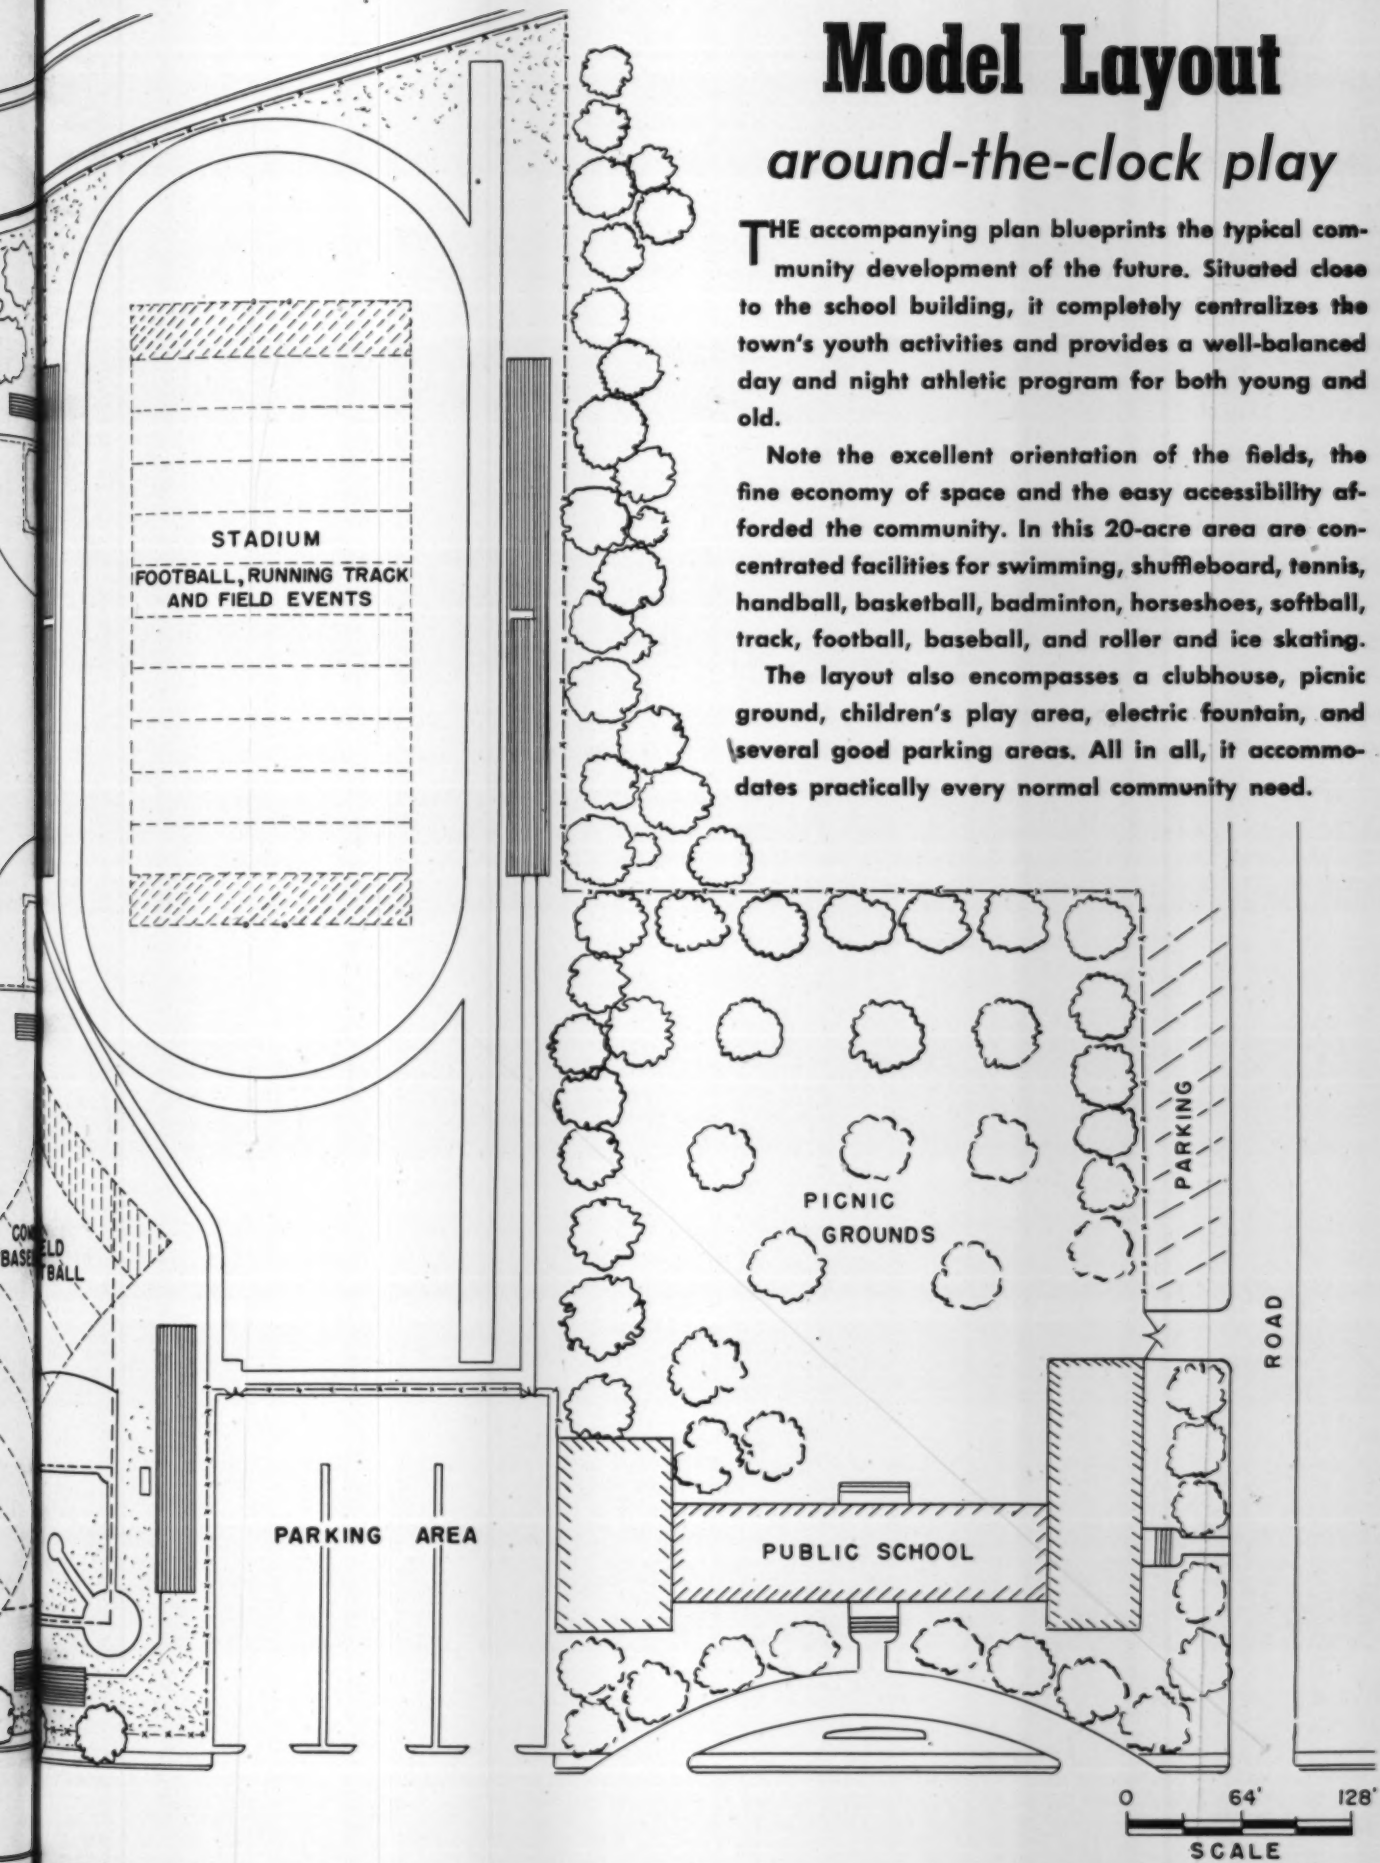 Model Layout
around-the-clock play
THE accompanying plan blueprints the typical com-
munity development of the future. Situated close
to the school building, it completely centralizes the
town's youth activities and provides a well-balanced
day and night athletic program for both young and
old.
Note the excellent orientation of the fields, the
fine economy of space and the easy accessibility af-
forded the community. In this 20-acre area are con-
centrated facilities for swimming, shuffleboard, tennis,
handball, basketball, badminton, horseshoes, softball,
track, football, baseball, and roller and ice skating.
The layout also encompasses a clubhouse, picnic
ground, children's play area, electric fountain, and
several good parking areas. All in all, it accommo-
dates practically every normal community need.
STADIUM
FOOTBALL, RUNNING TRACK
AND FIELD EVENTS
PICNIC
GROUNDS
PARKING
ROAD
PARKING AREA
PUBLIC SCHOOL
0 64' 128'
SCALE